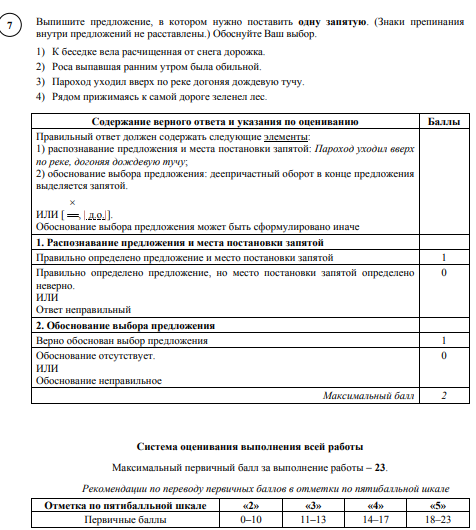 7
Выпишите предложение, в котором нужно поставить одну запятую. (Знаки препинания
внутри предложений не расставлены.) Обоснуйте Ваш выбор.
1) К беседке вела расчищенная от снега дорожка.
2) Роса выпавшая ранним утром была обильной.
3) Пароход уходил вверх по реке догоняя дождевую тучу.
4) Рядом прижимаясь к самой дороге зеленел лес.
Содержание верного ответа и указания по оцениванию Баллы
Правильный ответ должен содержать следующие элементы:
1) распознавание предложения и места постановки запятой: Пароход уходил вверх
по реке, догоняя дождевую тучу;
2) обоснование выбора предложения: деепричастный оборот в конце предложения
выделяется запятой.
×
ИЛИ [ ══, | д.о.|].
Обоснование выбора предложения может быть сформулировано иначе
1. Распознавание предложения и места постановки запятой
Правильно определено предложение и место постановки запятой 1
Правильно определено предложение, но место постановки запятой определено 0
неверно.
ИЛИ
Ответ неправильный
2. Обоснование выбора предложения
Верно обоснован выбор предложения 1
Обоснование отсутствует. 0
ИЛИ
Обоснование неправильное
Максимальный балл 2
Система оценивания выполнения всей работы
Максимальный первичный балл за выполнение работы − 23.
Рекомендации по переводу первичных баллов в отметки по пятибалльной шкале
Отметка по пятибалльной шкале «2» «3» «4» «5»
Первичные баллы 0–10 11–13 14–17 18–23